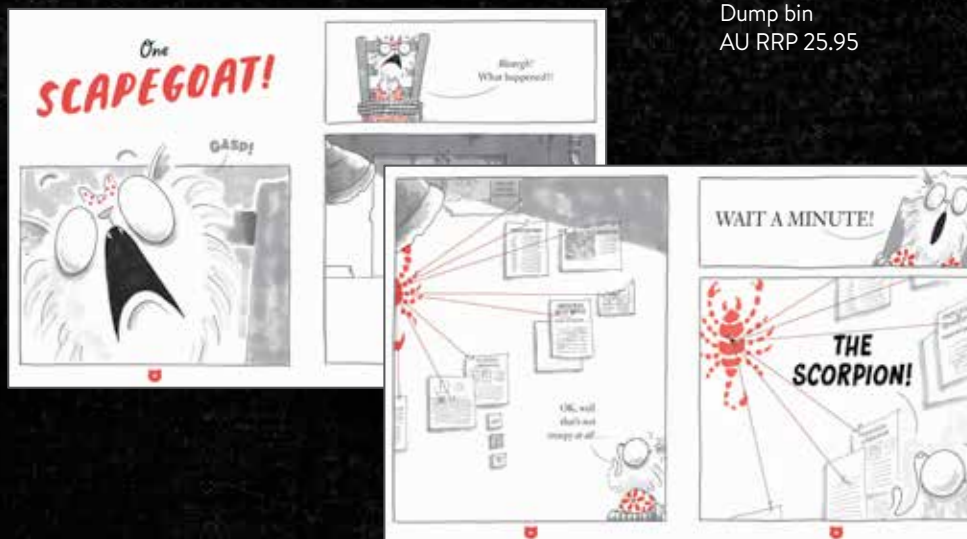 Dump bin
AU RRP 25.95
One
SCAPEGOAT!
GASP!
Bleargh!
What happened?!
OK, well
that's not
creepy at all...
WAIT A MINUTE!
THE
SCORPION!